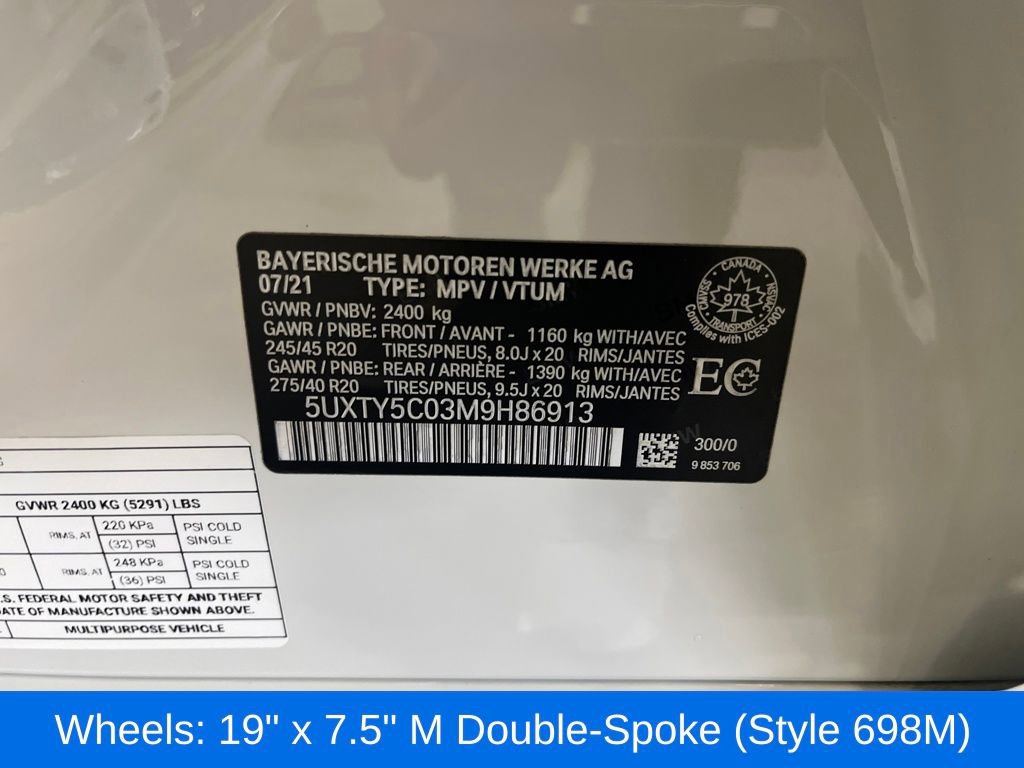 BAYERISCHE MOTOREN WERKE AG
07/21 TYPE: MPV / VTUM
GVWR / PNBV: 2400 kg
GAWR / PNBE: FRONT / AVANT - 1160 kg WITH/AVEC
245/45 R20 TIRES/PNEUS, 8.0J x 20 RIMS/JANTES
GAWR / PNBE: REAR / ARRIÈRE - 1390 kg WITH/AVEC
275/40 R20 TIRES/PNEUS, 9.5J x 20 RIMS/JANTES
5UXTY5C03M9H86913
CANADA
CMVSS
978
NSVAC
TRANSPORT
Complies with ICES-002
EC
300/0
9 853 706
GVWR 2400 KG (5291) LBS
RIMS, AT 220 KPa PSI COLD
(32) PSI SINGLE
RIMS, AT 248 KPa PSI COLD
(36) PSI SINGLE
.S. FEDERAL MOTOR SAFETY AND THEFT
DATE OF MANUFACTURE SHOWN ABOVE.
MULTIPURPOSE VEHICLE
Wheels: 19" x 7.5" M Double-Spoke (Style 698M)